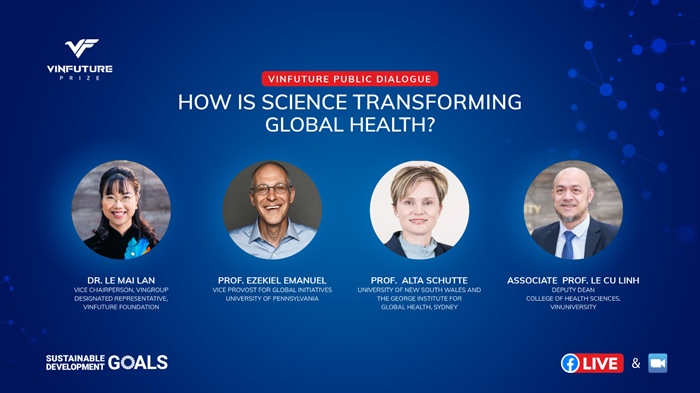 VINFUTURE
PRIZE
VINFUTURE PUBLIC DIALOGUE
HOW IS SCIENCE TRANSFORMING
GLOBAL HEALTH?
DR. LE MAI LAN
VICE CHAIRPERSON, VINGROUP
DESIGNATED REPRESENTATIVE,
VINFUTURE FOUNDATION
PROF. EZEKIEL EMANUEL
VICE PROVOST FOR GLOBAL INITIATIVES
UNIVERSITY OF PENNSYLVANIA
PROF. ALTA SCHUTTE
UNIVERSITY OF NEW SOUTH WALES AND
THE GEORGE INSTITUTE FOR
GLOBAL HEALTH, SYDNEY
ASSOCIATE PROF. LE CU LINH
DEPUTY DEAN
COLLEGE OF HEALTH SCIENCES,
VINUNIVERSITY
SUSTAINABLE
DEVELOPMENT GOALS
LIVE &